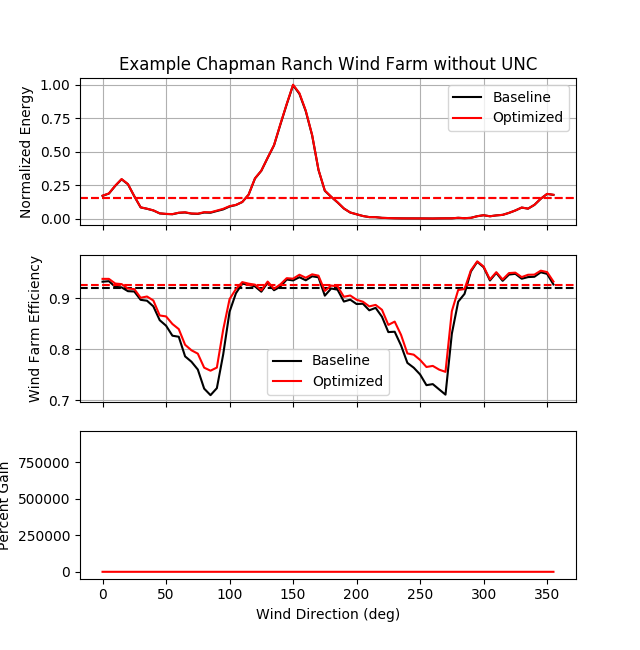 Example Chapman Ranch Wind Farm without UNC
1.00
0.75
0.50
0.25
0.00
Normalized Energy
Baseline
Optimized
0.9
0.8
0.7
Wind Farm Efficiency
Baseline
Optimized
750000
500000
250000
0
Percent Gain
0 50 100 150 200 250 300 350
Wind Direction (deg)